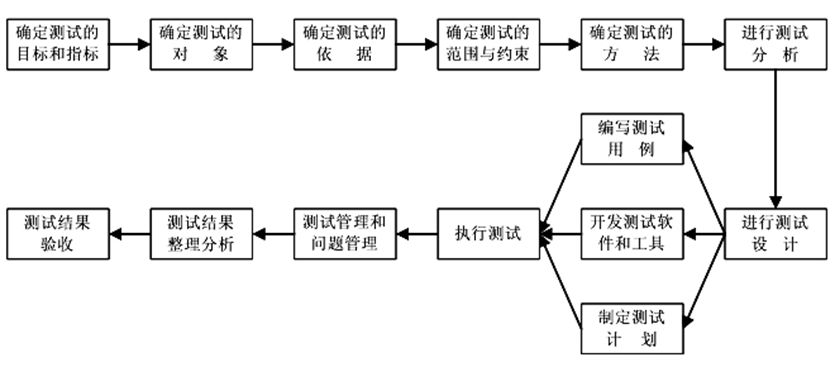 确定测试的
目标和指标
确定测试的
对 象
确定测试的
依 据
确定测试的
范围与约束
确定测试的
方 法
进行测试
分 析
编写测试
用 例
测试结果
验收
测试结果
整理分析
测试管理和
问题管理
执行测试
开发测试软
件和工具
进行测试
设 计
制定测试
计 划